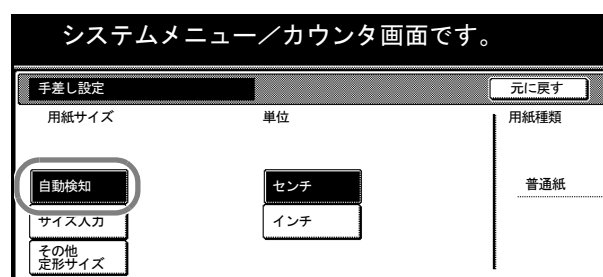 システムメニュー／カウンタ画面です。
手差し設定
元に戻す
用紙サイズ
単位
用紙種類
自動検知
センチ
普通紙
サイズ入力
インチ
その他
定形サイズ